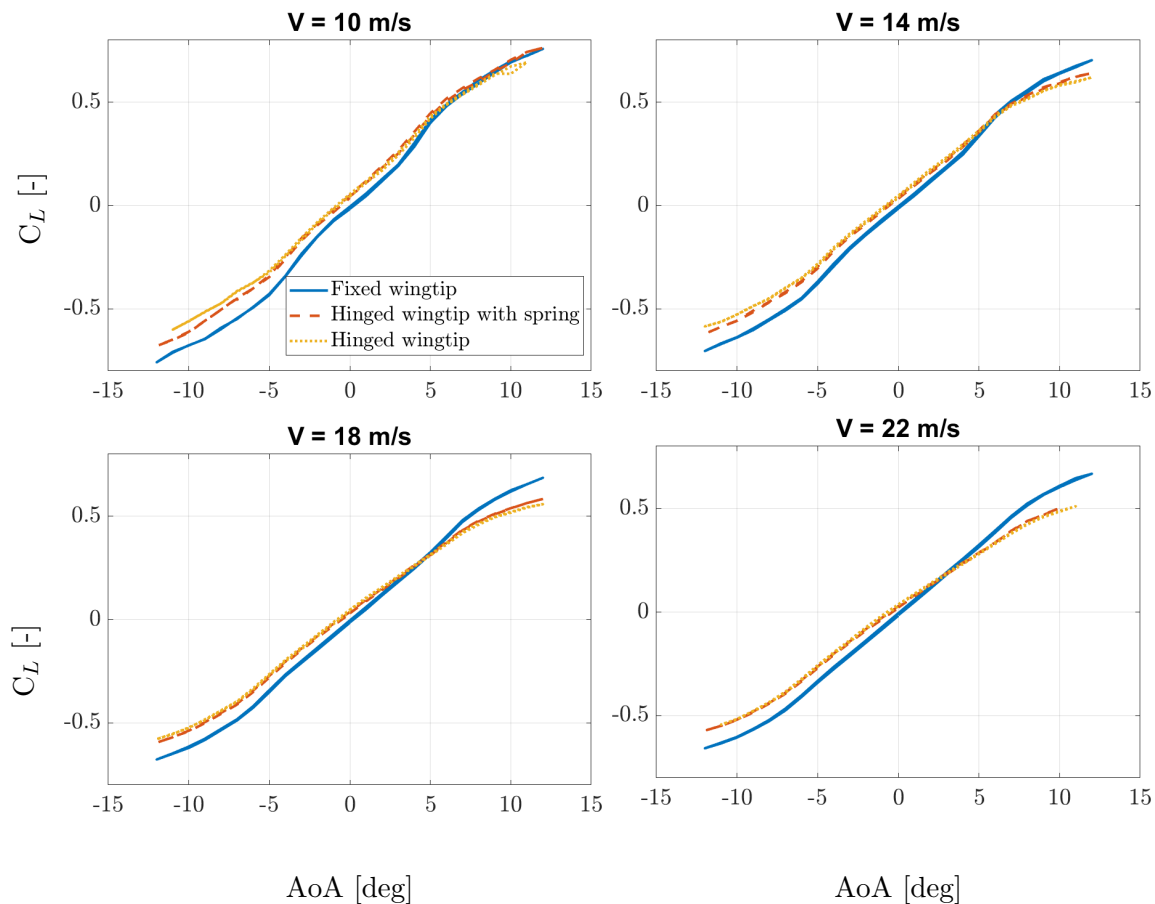 V = 10 m/s
V = 14 m/s
C_L [-]
0.5
0
-0.5
-15 -10 -5 0 5 10 15
Fixed wingtip
Hinged wingtip with spring
Hinged wingtip
0.5
0
-0.5
-15 -10 -5 0 5 10 15
V = 18 m/s
V = 22 m/s
C_L [-]
0.5
0
-0.5
-15 -10 -5 0 5 10 15
0.5
0
-0.5
-15 -10 -5 0 5 10 15
AoA [deg]
AoA [deg]